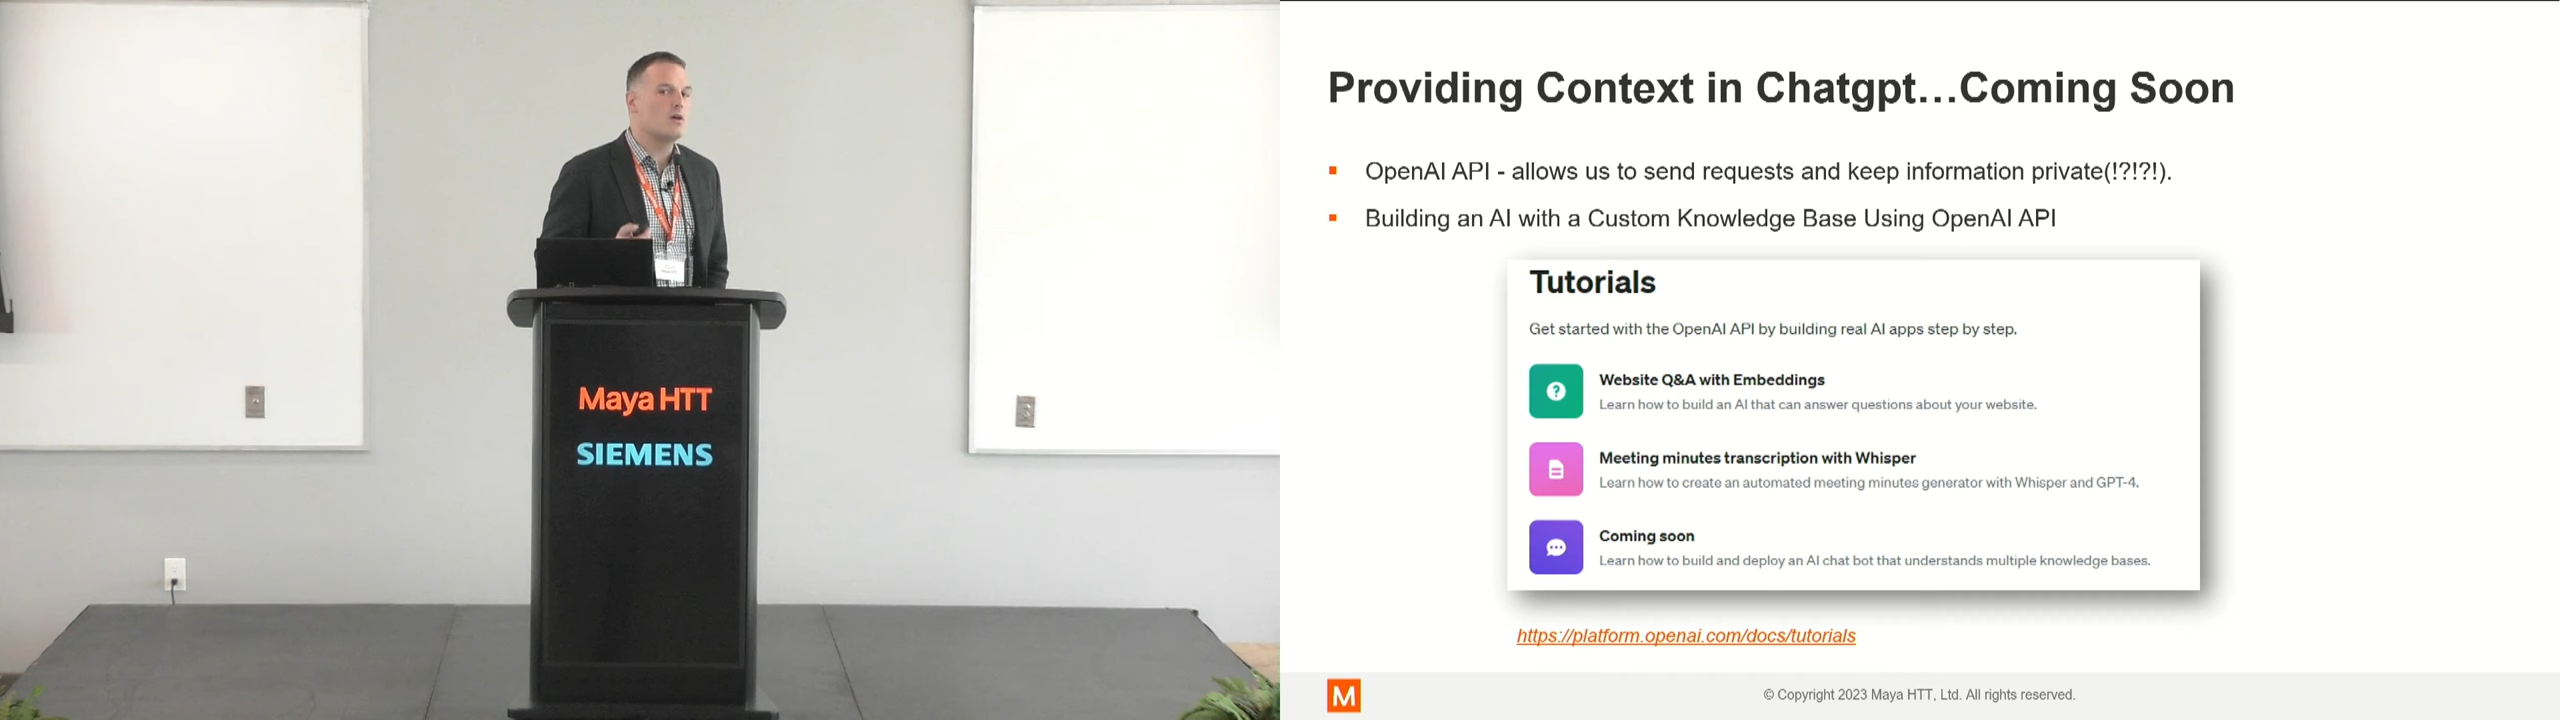 Maya HTT
SIEMENS
Providing Context in Chatgpt...Coming Soon
OpenAI API - allows us to send requests and keep information private(!?!?!).
Building an AI with a Custom Knowledge Base Using OpenAI API
Tutorials
Get started with the OpenAI API by building real AI apps step by step.
Website Q&A with Embeddings
Learn how to build an AI that can answer questions about your website.
Meeting minutes transcription with Whisper
Learn how to create an automated meeting minutes generator with Whisper and GPT-4.
Coming soon
Learn how to build and deploy an AI chat bot that understands multiple knowledge bases.
https://platform.openai.com/docs/tutorials
M
© Copyright 2023 Maya HTT, Ltd. All rights reserved.